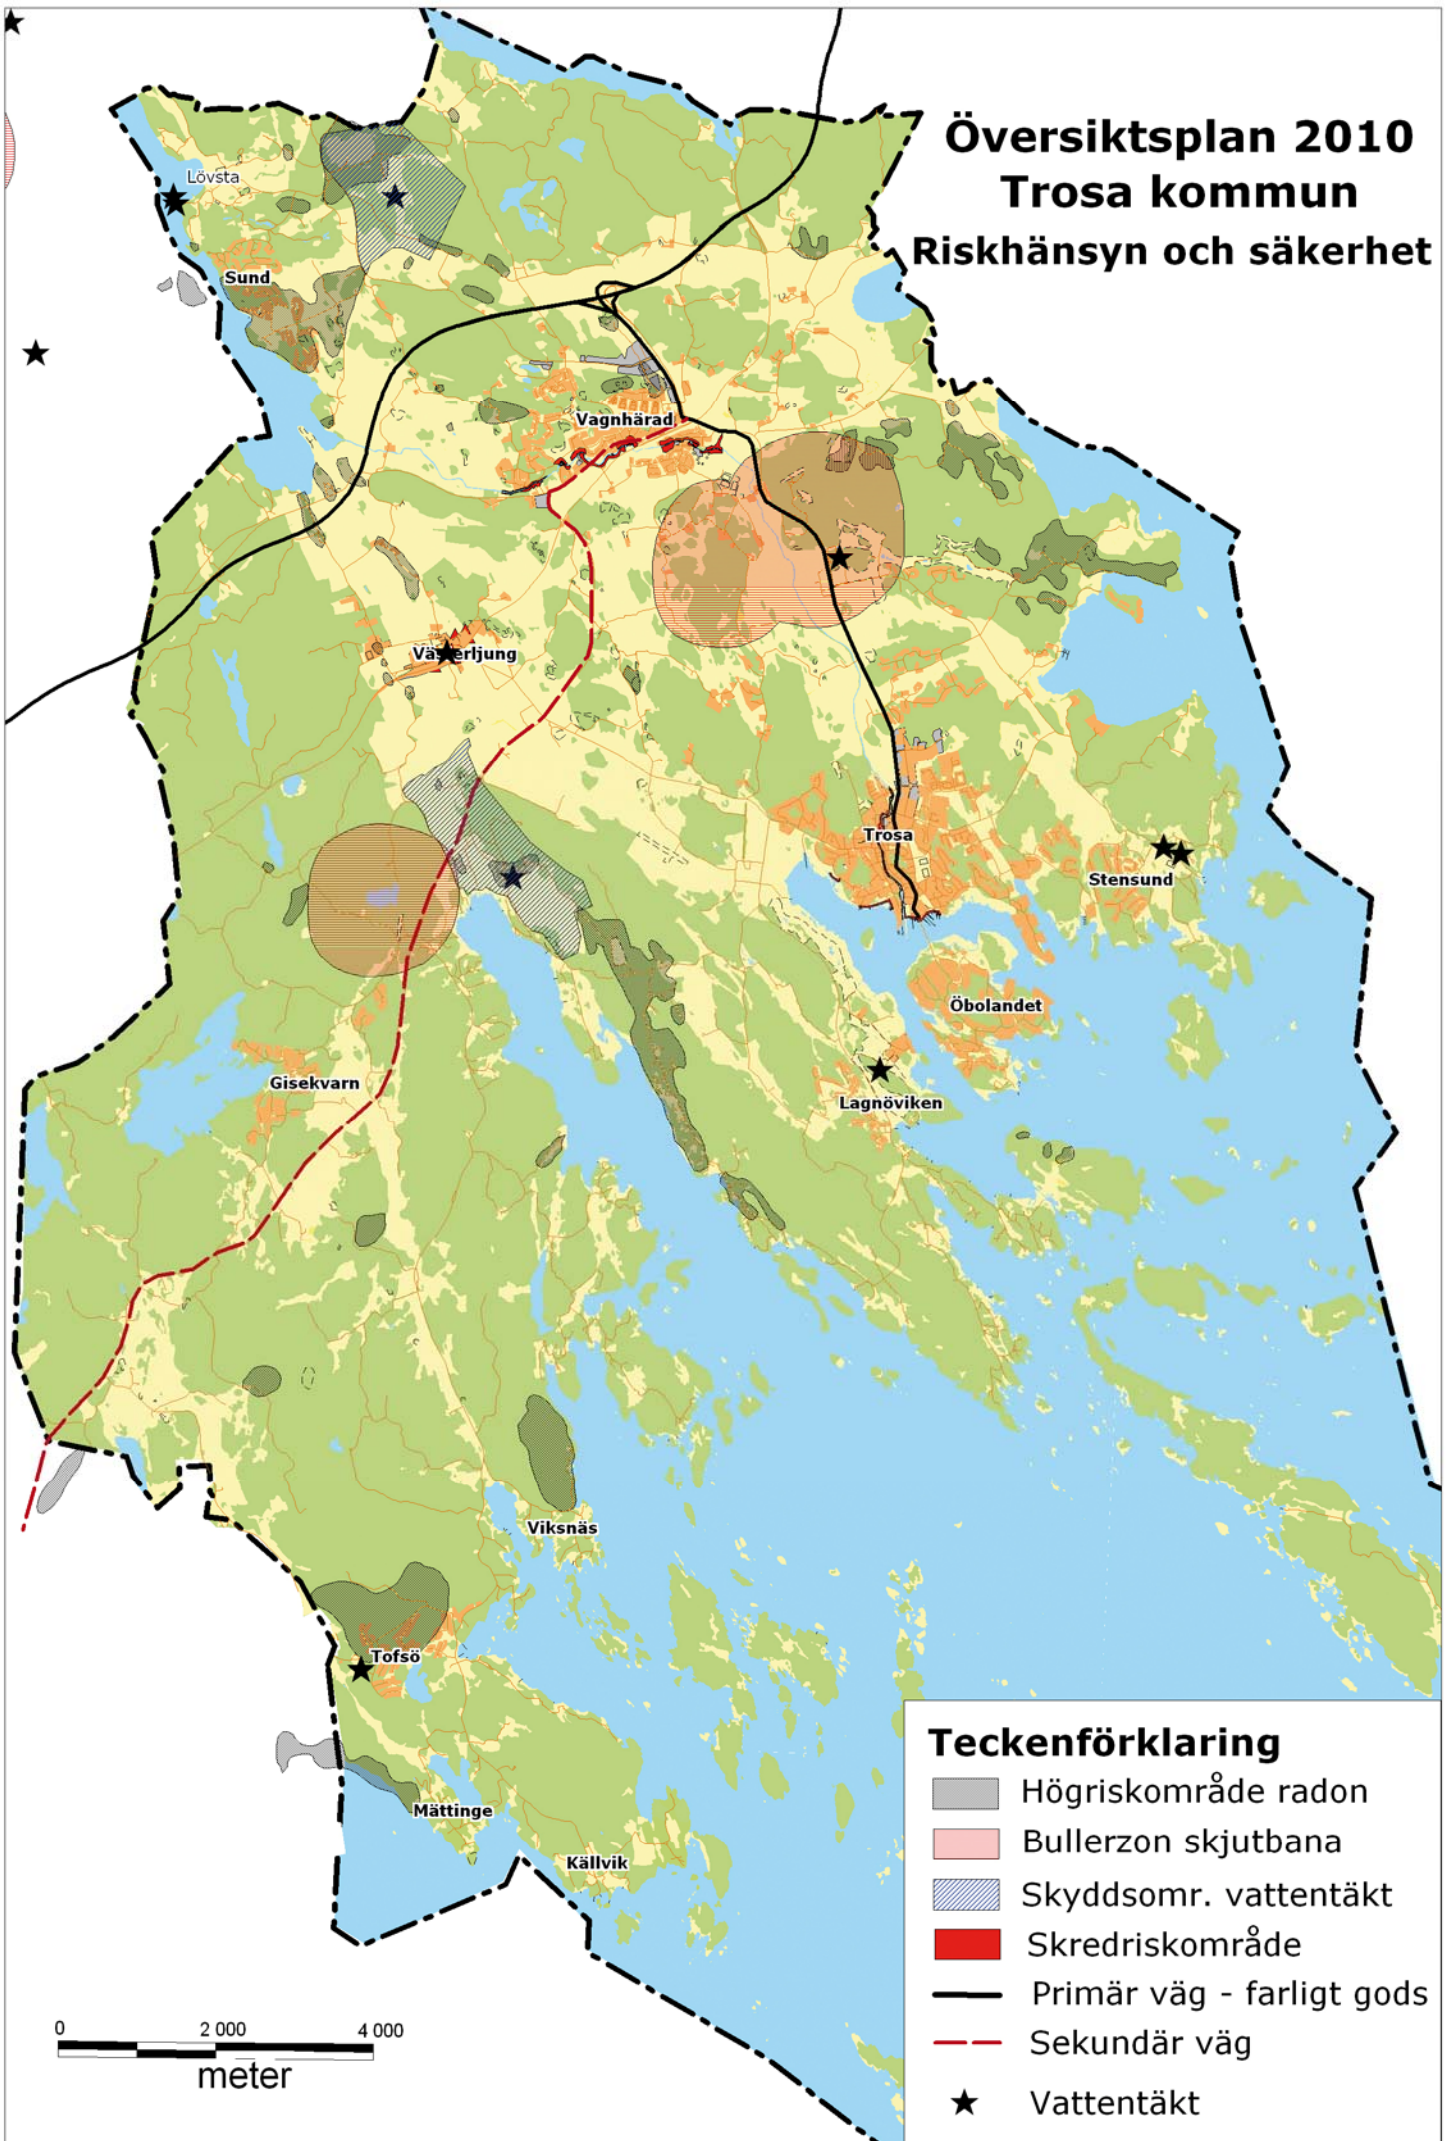 Översiktsplan 2010
Trosa kommun
Riskhänsyn och säkerhet
Lövsta
Sund
Vagnhärad
Västerljung
Trosa
Stensund
Öbolandet
Gisekvarn
Lagnöviken
Viksnäs
Tofsö
Mättinge
Källvik
Teckenförklaring
Högriskområde radon
Bullerzon skjutbana
Skyddsomr. vattentäkt
Skredriskområde
Primär väg - farligt gods
Sekundär väg
Vattentäkt
0 2 000 4 000
meter